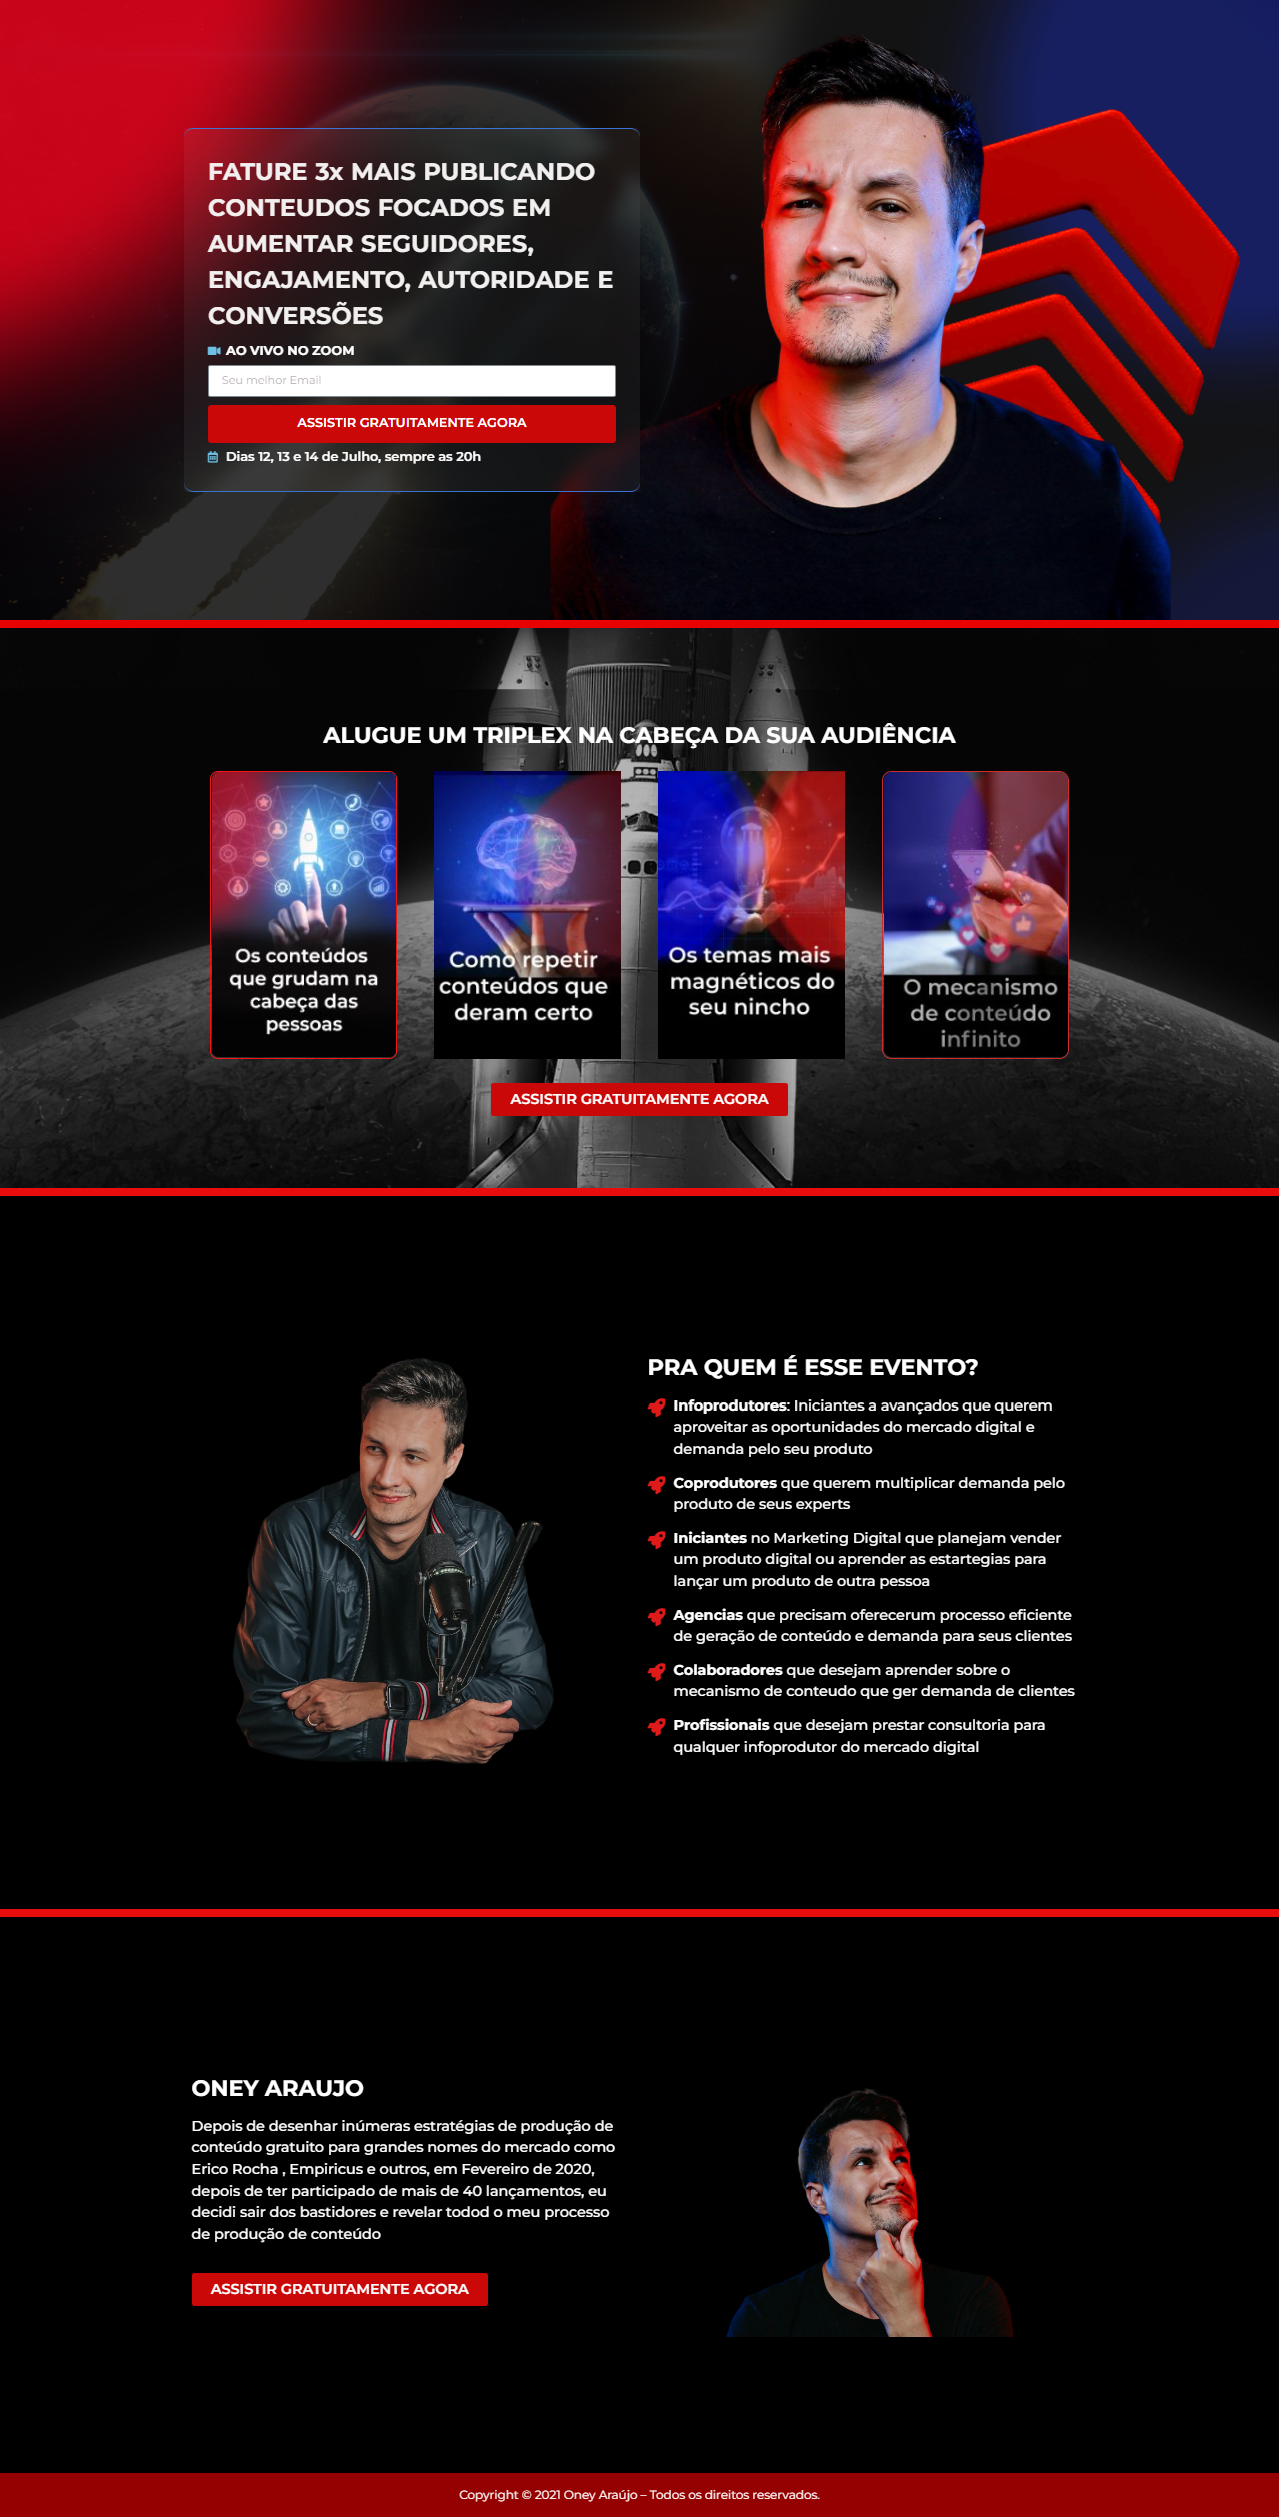 FATURE 3x MAIS PUBLICANDO
CONTEUDOS FOCADOS EM
AUMENTAR SEGUIDORES,
ENGAJAMENTO, AUTORIDADE E
CONVERSÕES
AO VIVO NO ZOOM
Seu melhor Email
ASSISTIR GRATUITAMENTE AGORA
Dias 12, 13 e 14 de Julho, sempre as 20h
ALUGUE UM TRIPLEX NA CABEÇA DA SUA AUDIÊNCIA
Os conteúdos
que grudam na
cabeça das
pessoas
Como repetir
conteúdos que
deram certo
Os temas mais
magnéticos do
seu nincho
O mecanismo
de conteúdo
infinito
ASSISTIR GRATUITAMENTE AGORA
PRA QUEM É ESSE EVENTO?
Infoprodutores: Iniciantes a avançados que querem
aproveitar as oportunidades do mercado digital e
demanda pelo seu produto
Coprodutores que querem multiplicar demanda pelo
produto de seus experts
Iniciantes no Marketing Digital que planejam vender
um produto digital ou aprender as estartegias para
lançar um produto de outra pessoa
Agencias que precisam oferecerum processo eficiente
de geração de conteúdo e demanda para seus clientes
Colaboradores que desejam aprender sobre o
mecanismo de conteudo que ger demanda de clientes
Profissionais que desejam prestar consultoria para
qualquer infoprodutor do mercado digital
ONEY ARAUJO
Depois de desenhar inúmeras estratégias de produção de
conteúdo gratuito para grandes nomes do mercado como
Erico Rocha , Empiricus e outros, em Fevereiro de 2020,
depois de ter participado de mais de 40 lançamentos, eu
decidi sair dos bastidores e revelar todod o meu processo
de produção de conteúdo
ASSISTIR GRATUITAMENTE AGORA
Copyright © 2021 Oney Araújo – Todos os direitos reservados.